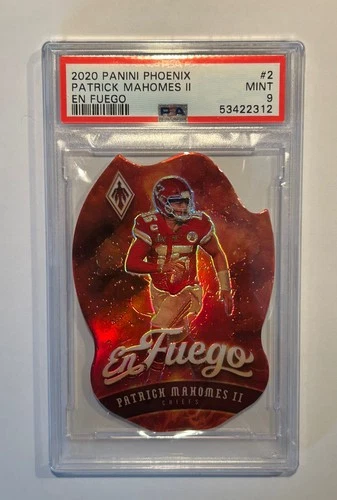 2020 PANINI PHOENIX #2
PATRICK MAHOMES II MINT
EN FUEGO 9
53422312
PSA
15
En Fuego
PATRICK MAHOMES II
CHIEFS